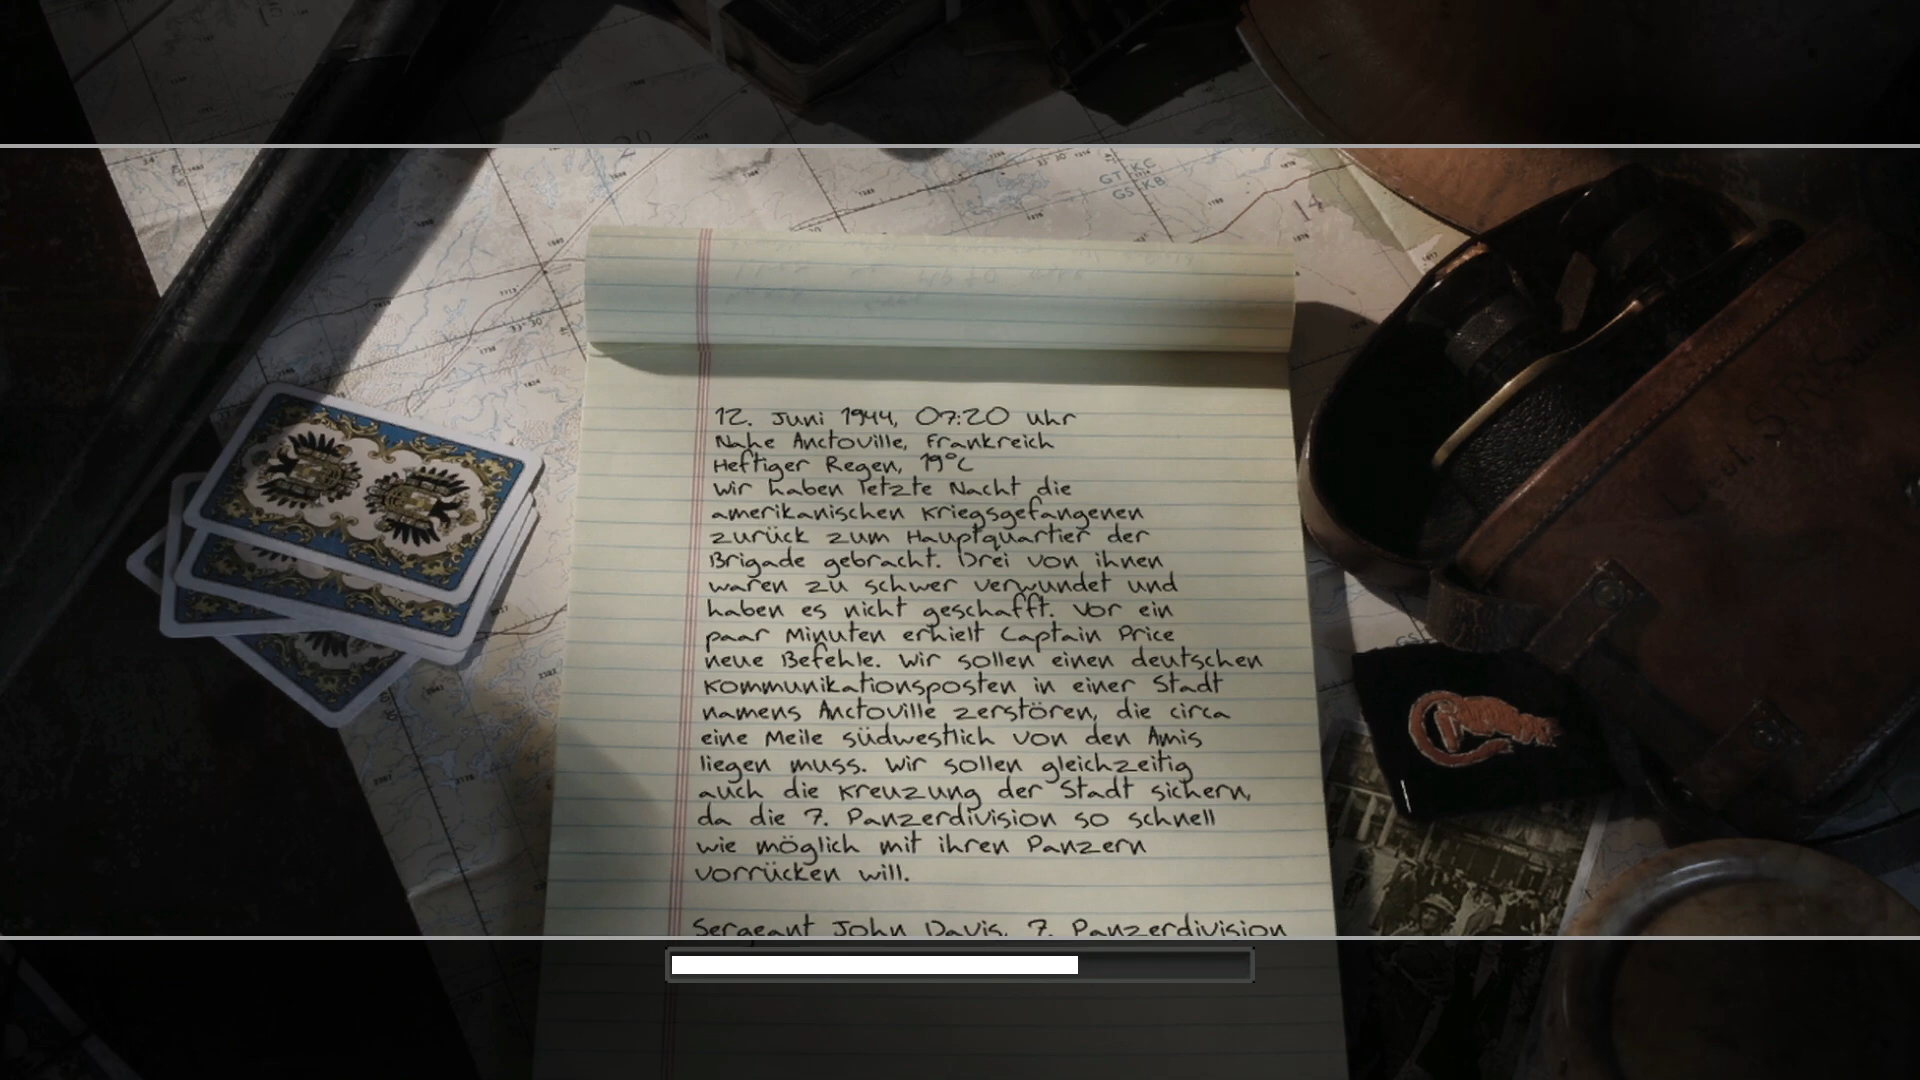 12. Juni 1944, 07:20 Uhr
Nahe Anctoville, Frankreich
Heftiger Regen, 19°C
Wir haben letzte Nacht die
amerikanischen Kriegsgefangenen
zurück zum Hauptquartier der
Brigade gebracht. Drei von ihnen
waren zu schwer verwundet und
haben es nicht geschafft. Vor ein
paar Minuten erhielt Captain Price
neue Befehle. Wir sollen einen deutschen
Kommunikationsposten in einer Stadt
namens Anctoville zerstören, die circa
eine Meile südwestlich von den Amis
liegen muss. Wir sollen gleichzeitig
auch die Kreuzung der Stadt sichern,
da die 7. Panzerdivision so schnell
wie möglich mit ihren Panzern
vorrücken will.
Sergeant John Davis, 7. Panzerdivision